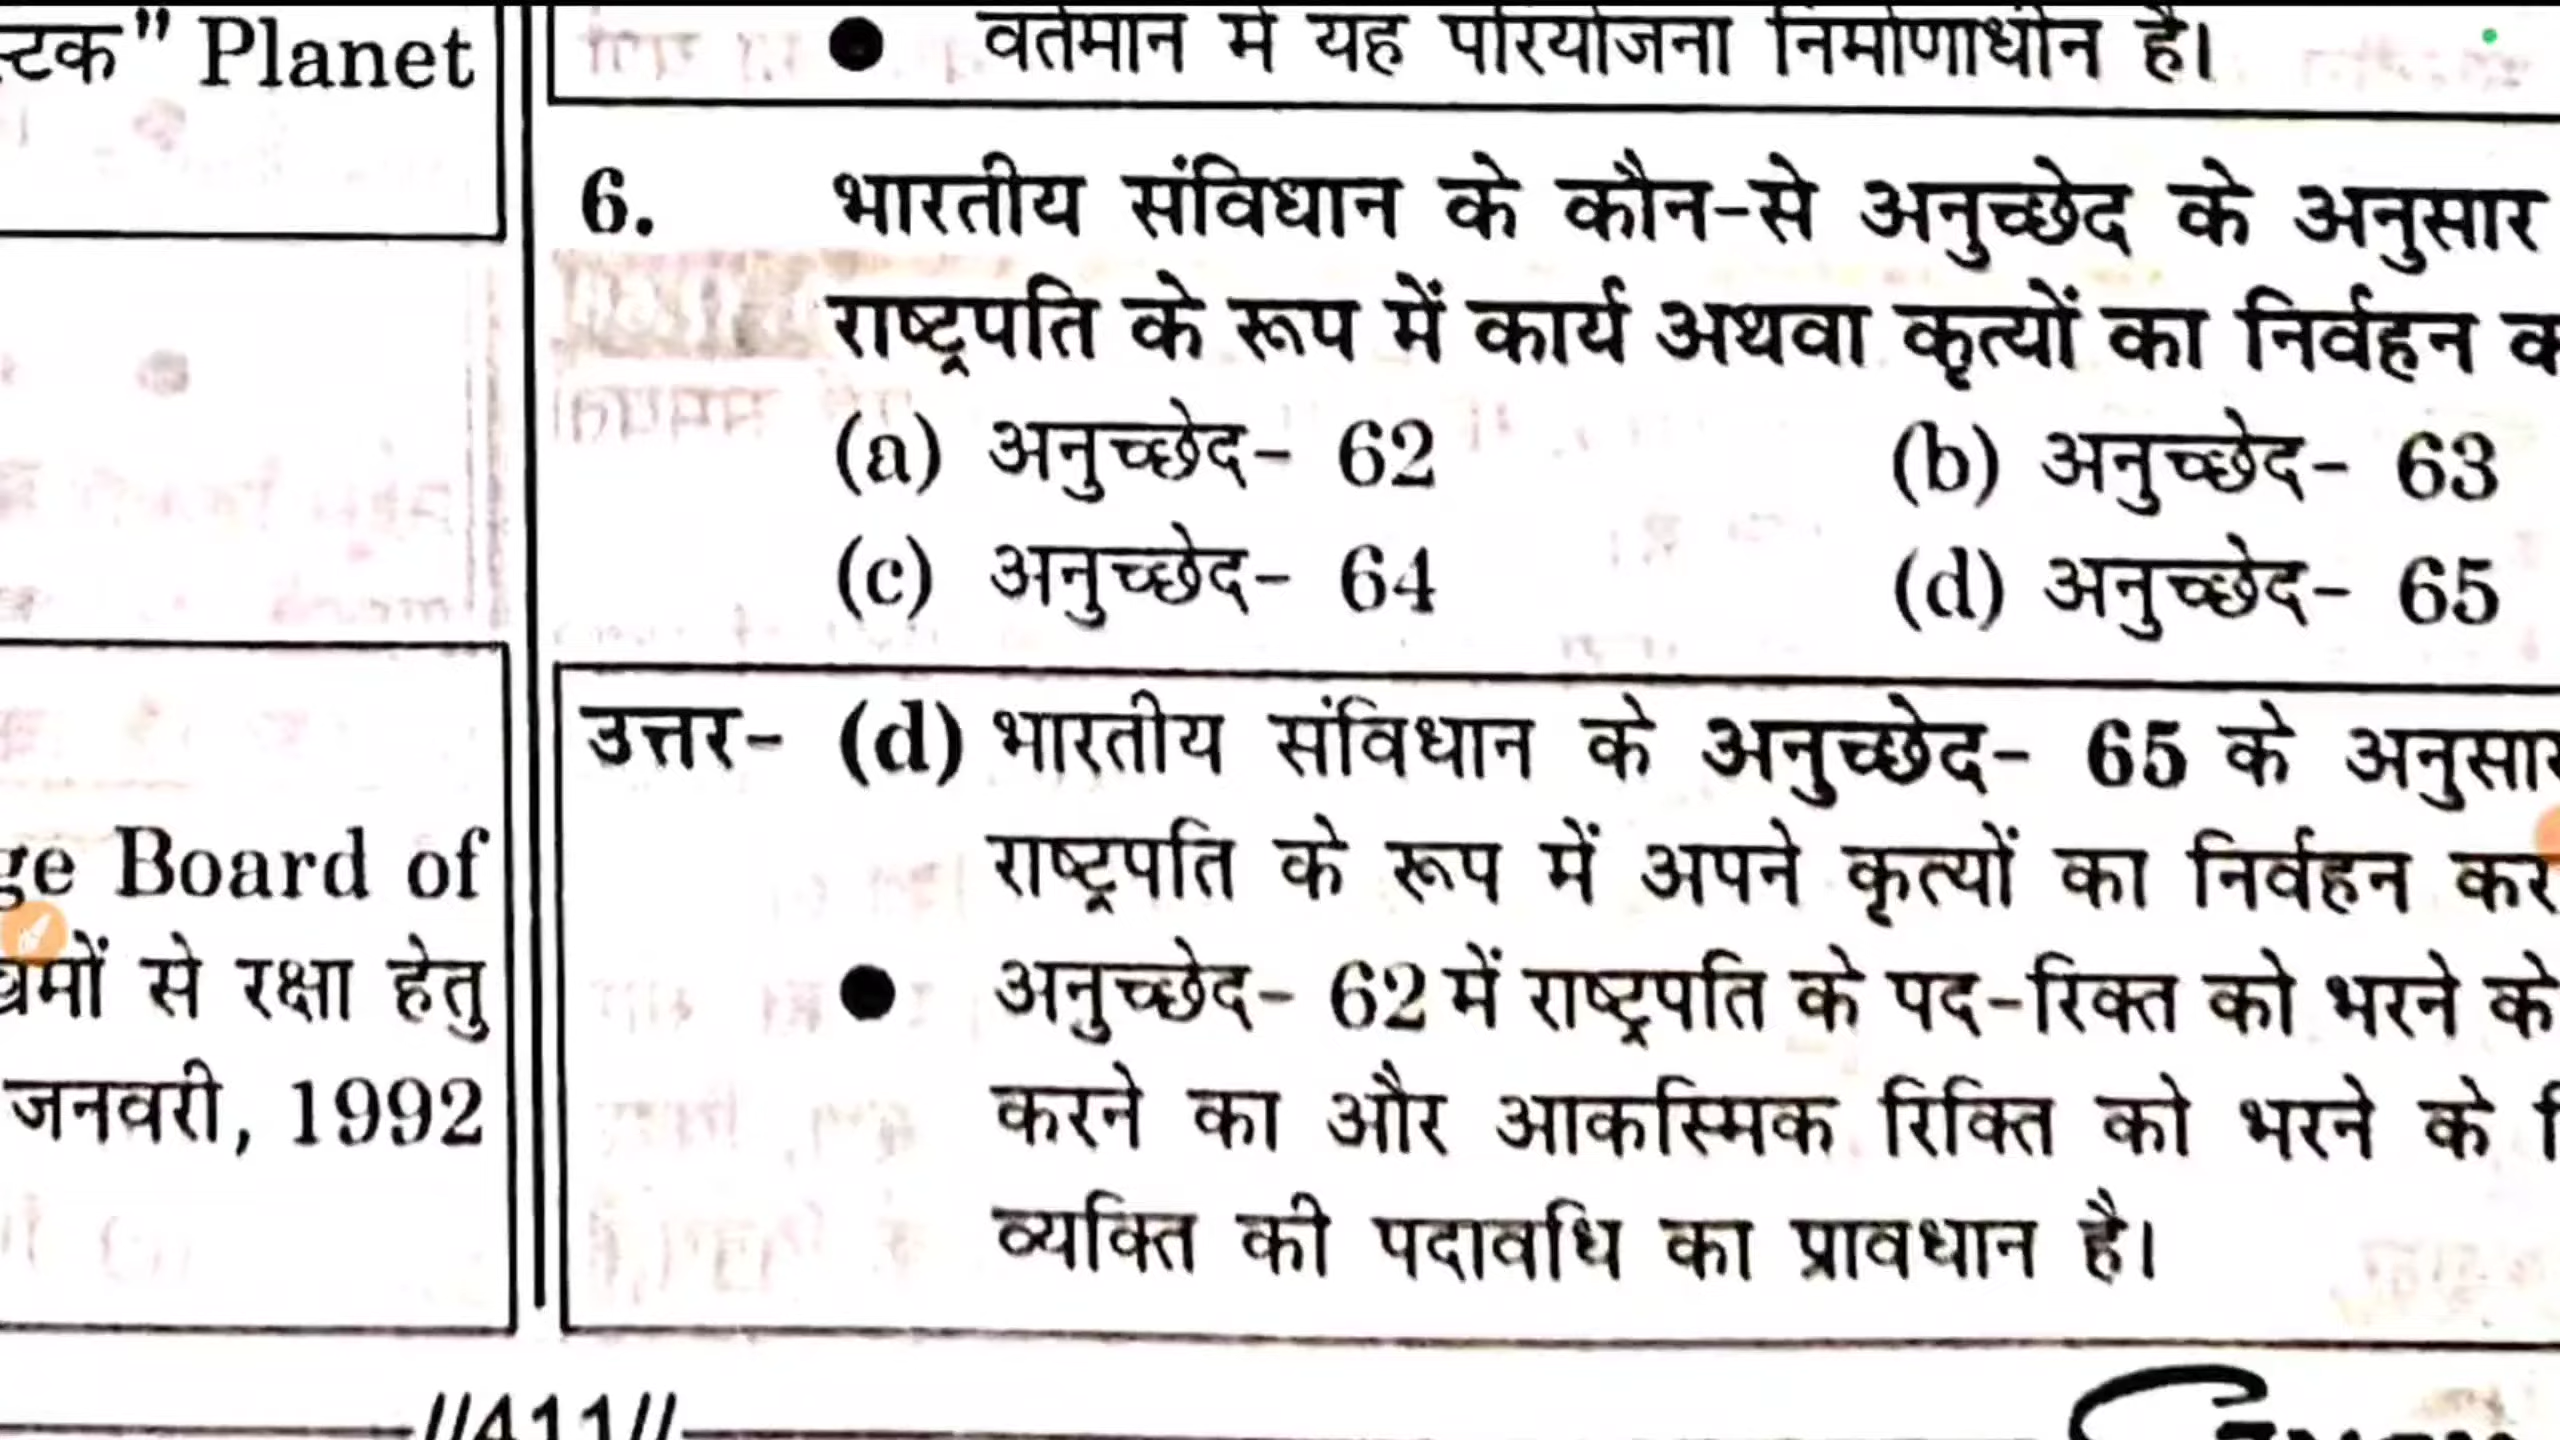 " Planet
Board of
से रक्षा हेतु
जनवरी, 1992
● वर्तमान में यह परियोजना निर्माणाधीन है।
6. भारतीय संविधान के कौन-से अनुच्छेद के अनुसार
राष्ट्रपति के रूप में कार्य अथवा कृत्यों का निर्वहन
(a) अनुच्छेद- 62 (b) अनुच्छेद- 63
(c) अनुच्छेद- 64 (d) अनुच्छेद- 65
उत्तर- (d) भारतीय संविधान के अनुच्छेद- 65 के
राष्ट्रपति के रूप में अपने कृत्यों का निर्वहन कर
● अनुच्छेद- 62 में राष्ट्रपति के पद-रिक्त को भरने के
करने का और आकस्मिक रिक्ति को भरने के
व्यक्ति की पदावधि का प्रावधान है।
//411//